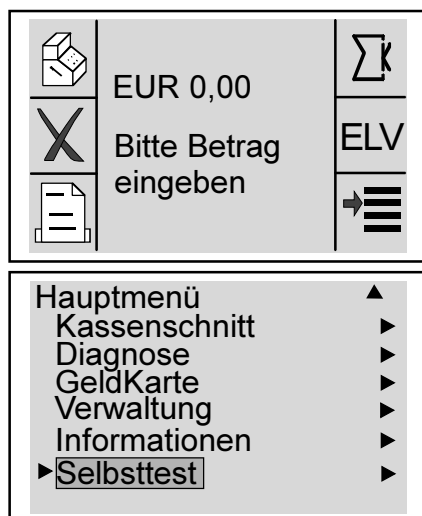 EUR 0,00
ELV
Bitte Betrag
eingeben
Hauptmenü
Kassenschnitt
Diagnose
GeldKarte
Verwaltung
Informationen
Selbsttest